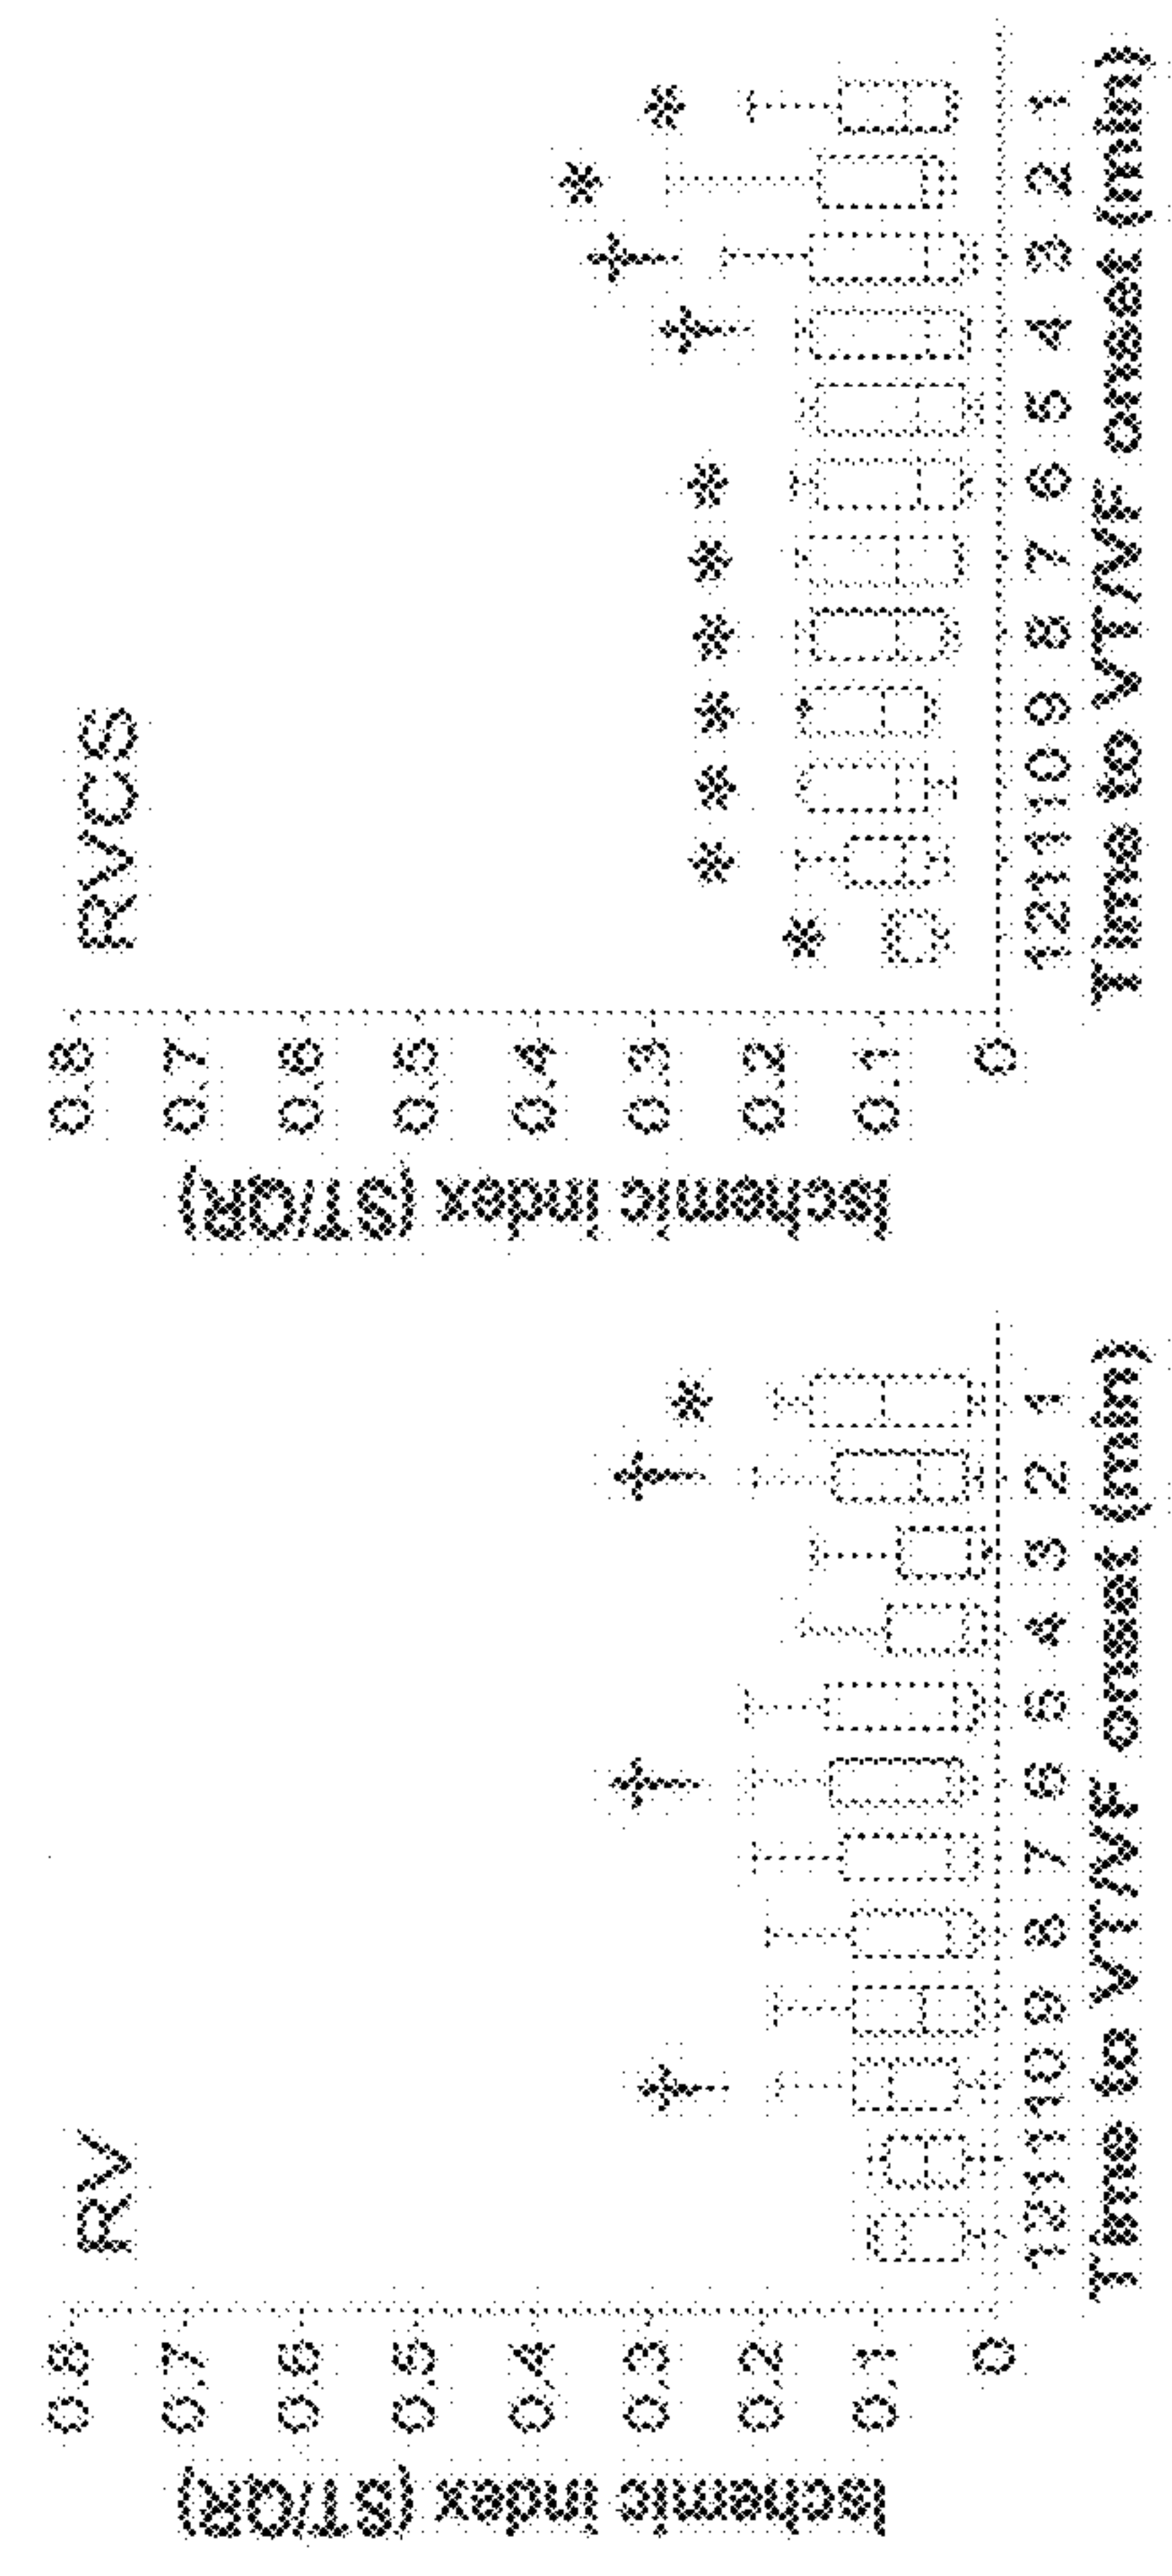 RV
Ischemic index (ST/QR)
0.8
0.7
0.6
0.5
0.4
0.3
0.2
0.1
0
† † † *
12 11 10 9 8 7 6 5 4 3 2 1
Time to VT/VF onset (min)
RVCS
Ischemic index (ST/QR)
0.8
0.7
0.6
0.5
0.4
0.3
0.2
0.1
0
* * * * * * * † † * *
12 11 10 9 8 7 6 5 4 3 2 1
Time to VT/VF onset (min)